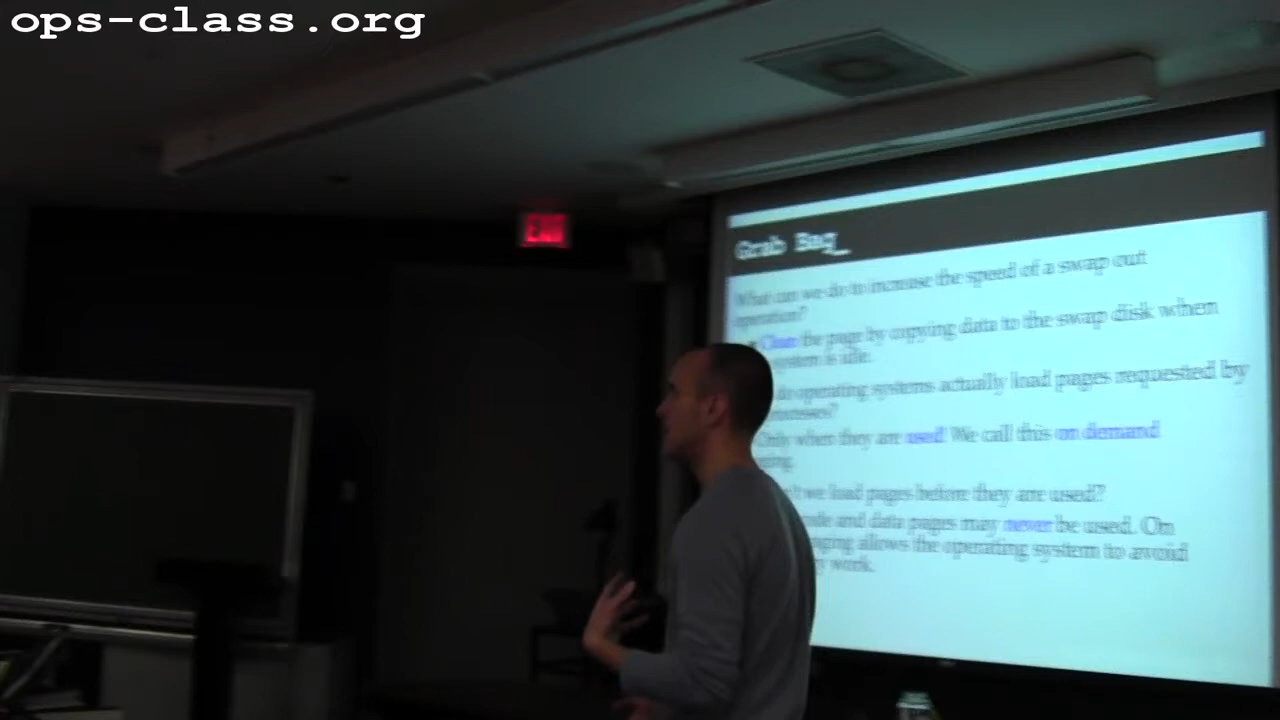 ops-class.org
EXIT
Grab Bag_
What can we do to increase the speed of a swap out
operation?
Clean the page by copying data to the swap disk when
system is idle.
do operating systems actually load pages requested by
processes?
Only when they are used. We call this on demand
paging.
we load pages before they are used?
code and data pages may never be used. On
paging allows the operating system to avoid
work.